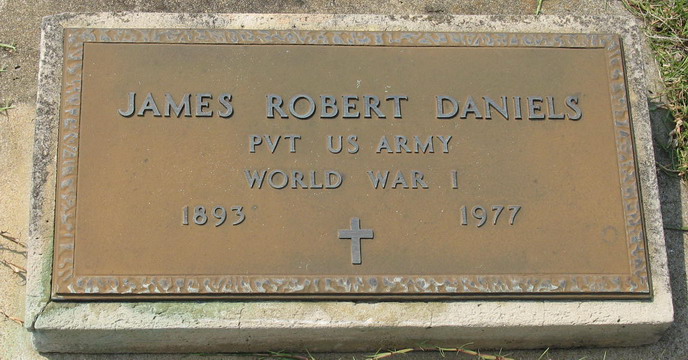 JAMES ROBERT DANIELS
PVT US ARMY
WORLD WAR I
1893 1977